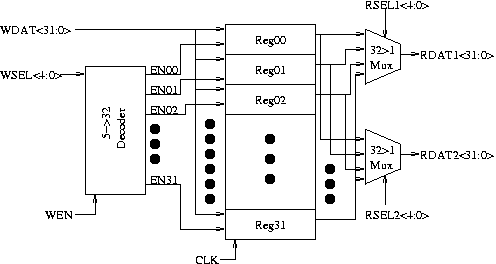 RSEL1<4:0>
WDAT<31:0>
Reg00
32>1
Mux
RDAT1<31:0>
WSEL<4:0>
EN00
Reg01
EN01
Reg02
EN02
5->32
Decoder
32>1
Mux
RDAT2<31:0>
EN31
WEN
Reg31
RSEL2<4:0>
CLK